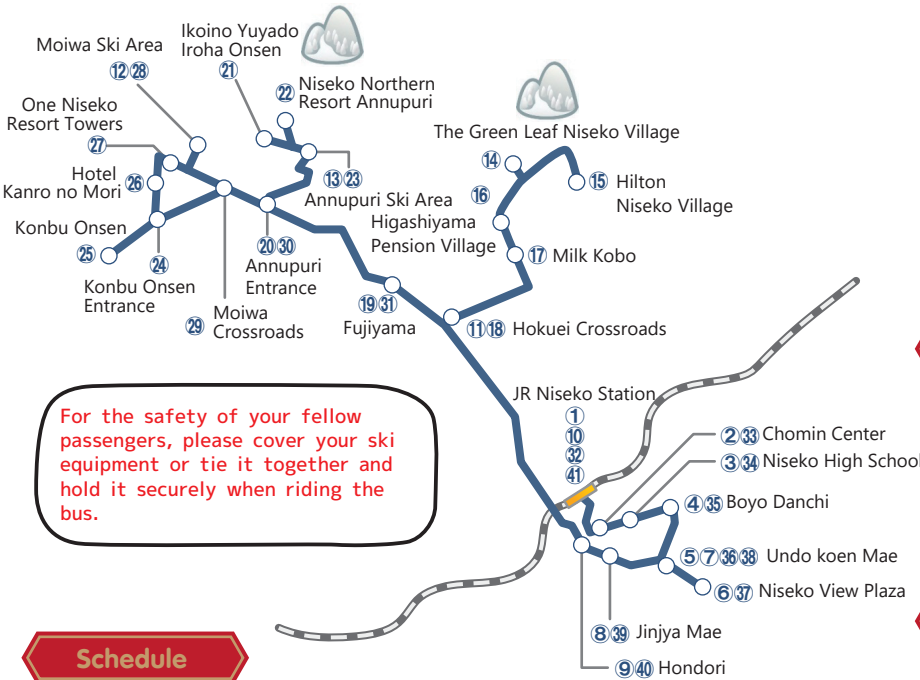 Moiwa Ski Area
⑫㉘
Ikoino Yuyado
Iroha Onsen
㉑
㉒ Niseko Northern
Resort Annupuri
One Niseko
Resort Towers
㉗
Hotel
Kanro no Mori
㉖
Konbu Onsen
㉕
㉔
Konbu Onsen
Entrance
⑬㉓
Annupuri Ski Area
⑳㉚
Annupuri
Entrance
㉙ Moiwa
Crossroads
⑲㉛
Fujiyama
The Green Leaf Niseko Village
⑭
⑮ Hilton
Niseko Village
⑯
Higashiyama
Pension Village
⑰ Milk Kobo
⑪⑱ Hokuei Crossroads
For the safety of your fellow
passengers, please cover your ski
equipment or tie it together and
hold it securely when riding the
bus.
JR Niseko Station
①
⑩
㉜
㊶
②㉝ Chomin Center
③㉞ Niseko High School
④㉟ Boyo Danchi
⑤⑦㊱㊳ Undo koen Mae
⑥㊲ Niseko View Plaza
⑧㊴ Jinjya Mae
⑨㊵ Hondori
Schedule